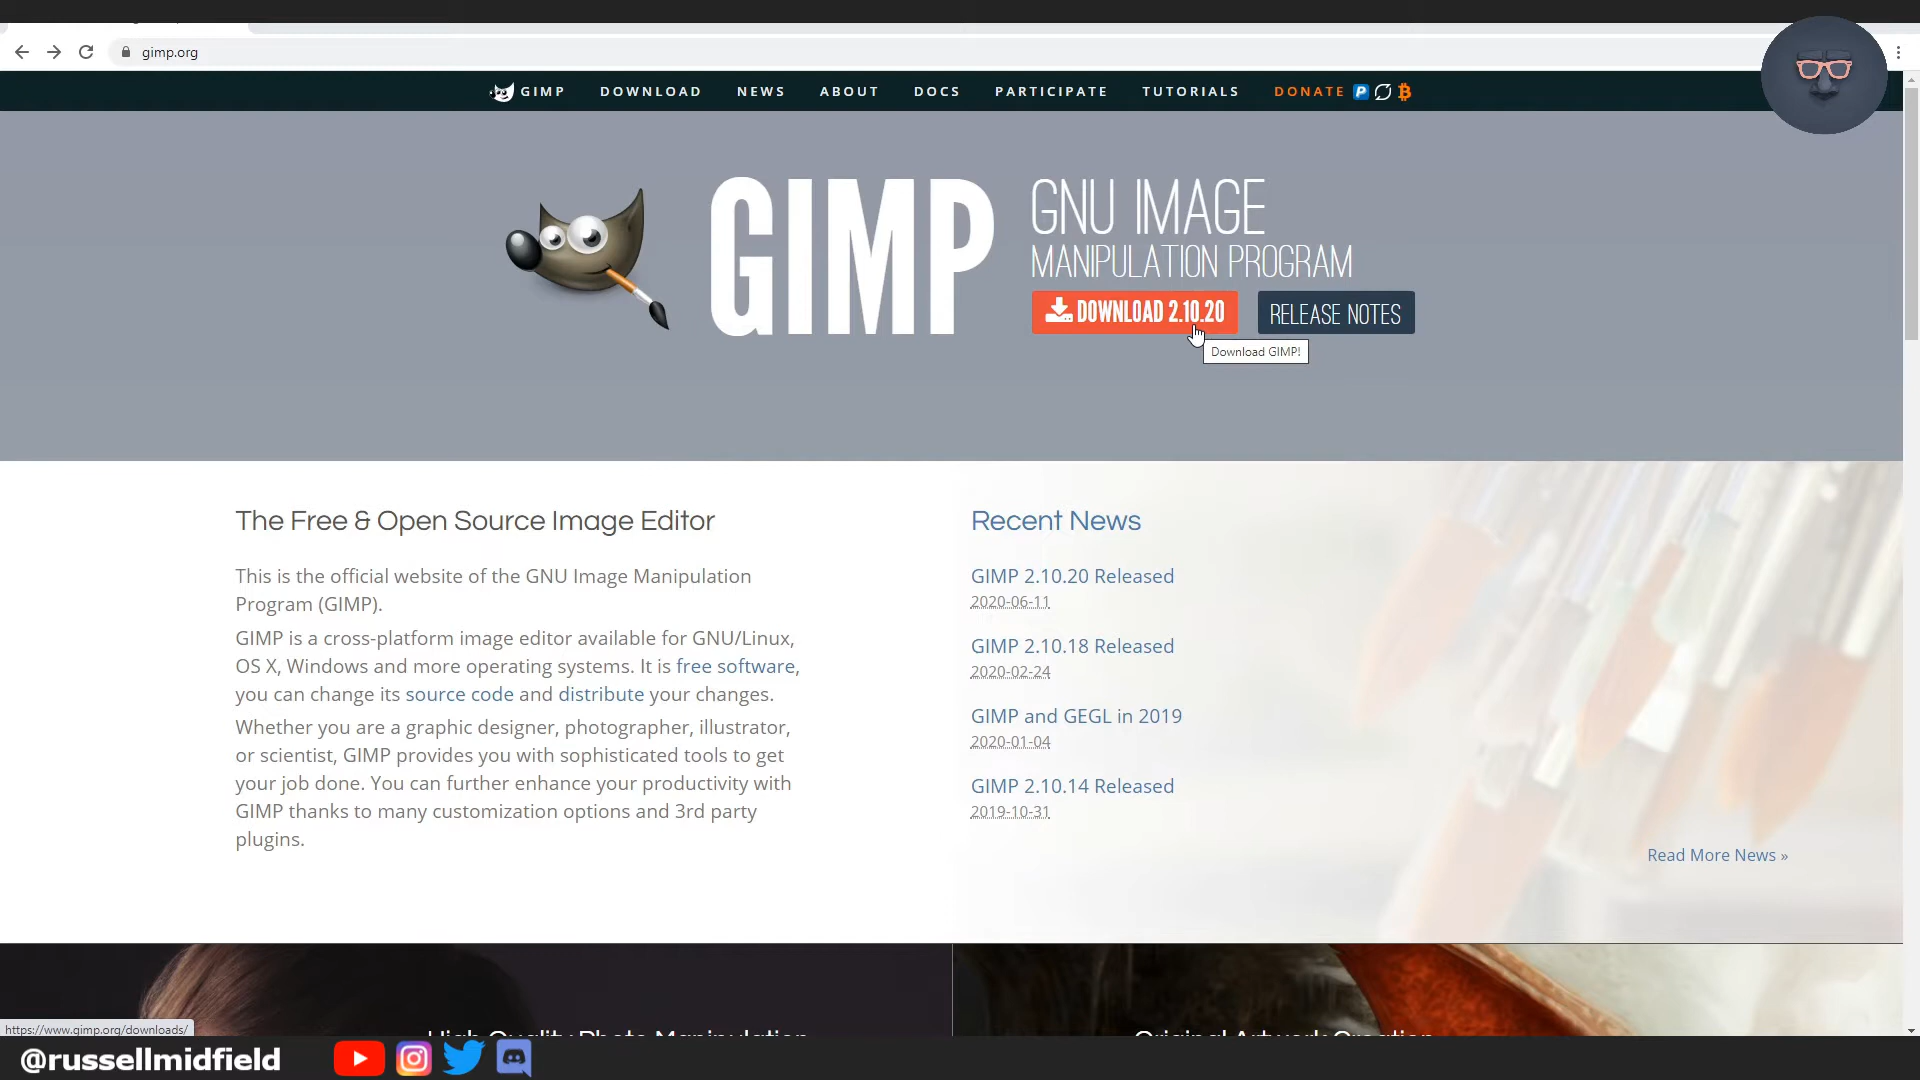 gimp.org
GIMP DOWNLOAD NEWS ABOUT DOCS PARTICIPATE TUTORIALS DONATE
GIMP
GNU IMAGE
MANIPULATION PROGRAM
DOWNLOAD 2.10.20 RELEASE NOTES
Download GIMP!
The Free & Open Source Image Editor
This is the official website of the GNU Image Manipulation
Program (GIMP).
GIMP is a cross-platform image editor available for GNU/Linux,
OS X, Windows and more operating systems. It is free software,
you can change its source code and distribute your changes.
Whether you are a graphic designer, photographer, illustrator,
or scientist, GIMP provides you with sophisticated tools to get
your job done. You can further enhance your productivity with
GIMP thanks to many customization options and 3rd party
plugins.
Recent News
GIMP 2.10.20 Released
2020-06-11
GIMP 2.10.18 Released
2020-02-24
GIMP and GEGL in 2019
2020-01-04
GIMP 2.10.14 Released
2019-10-31
Read More News »
High Quality Photo Manipulation
Original Artwork Creation
https://www.gimp.org/downloads/
@russellmidfield